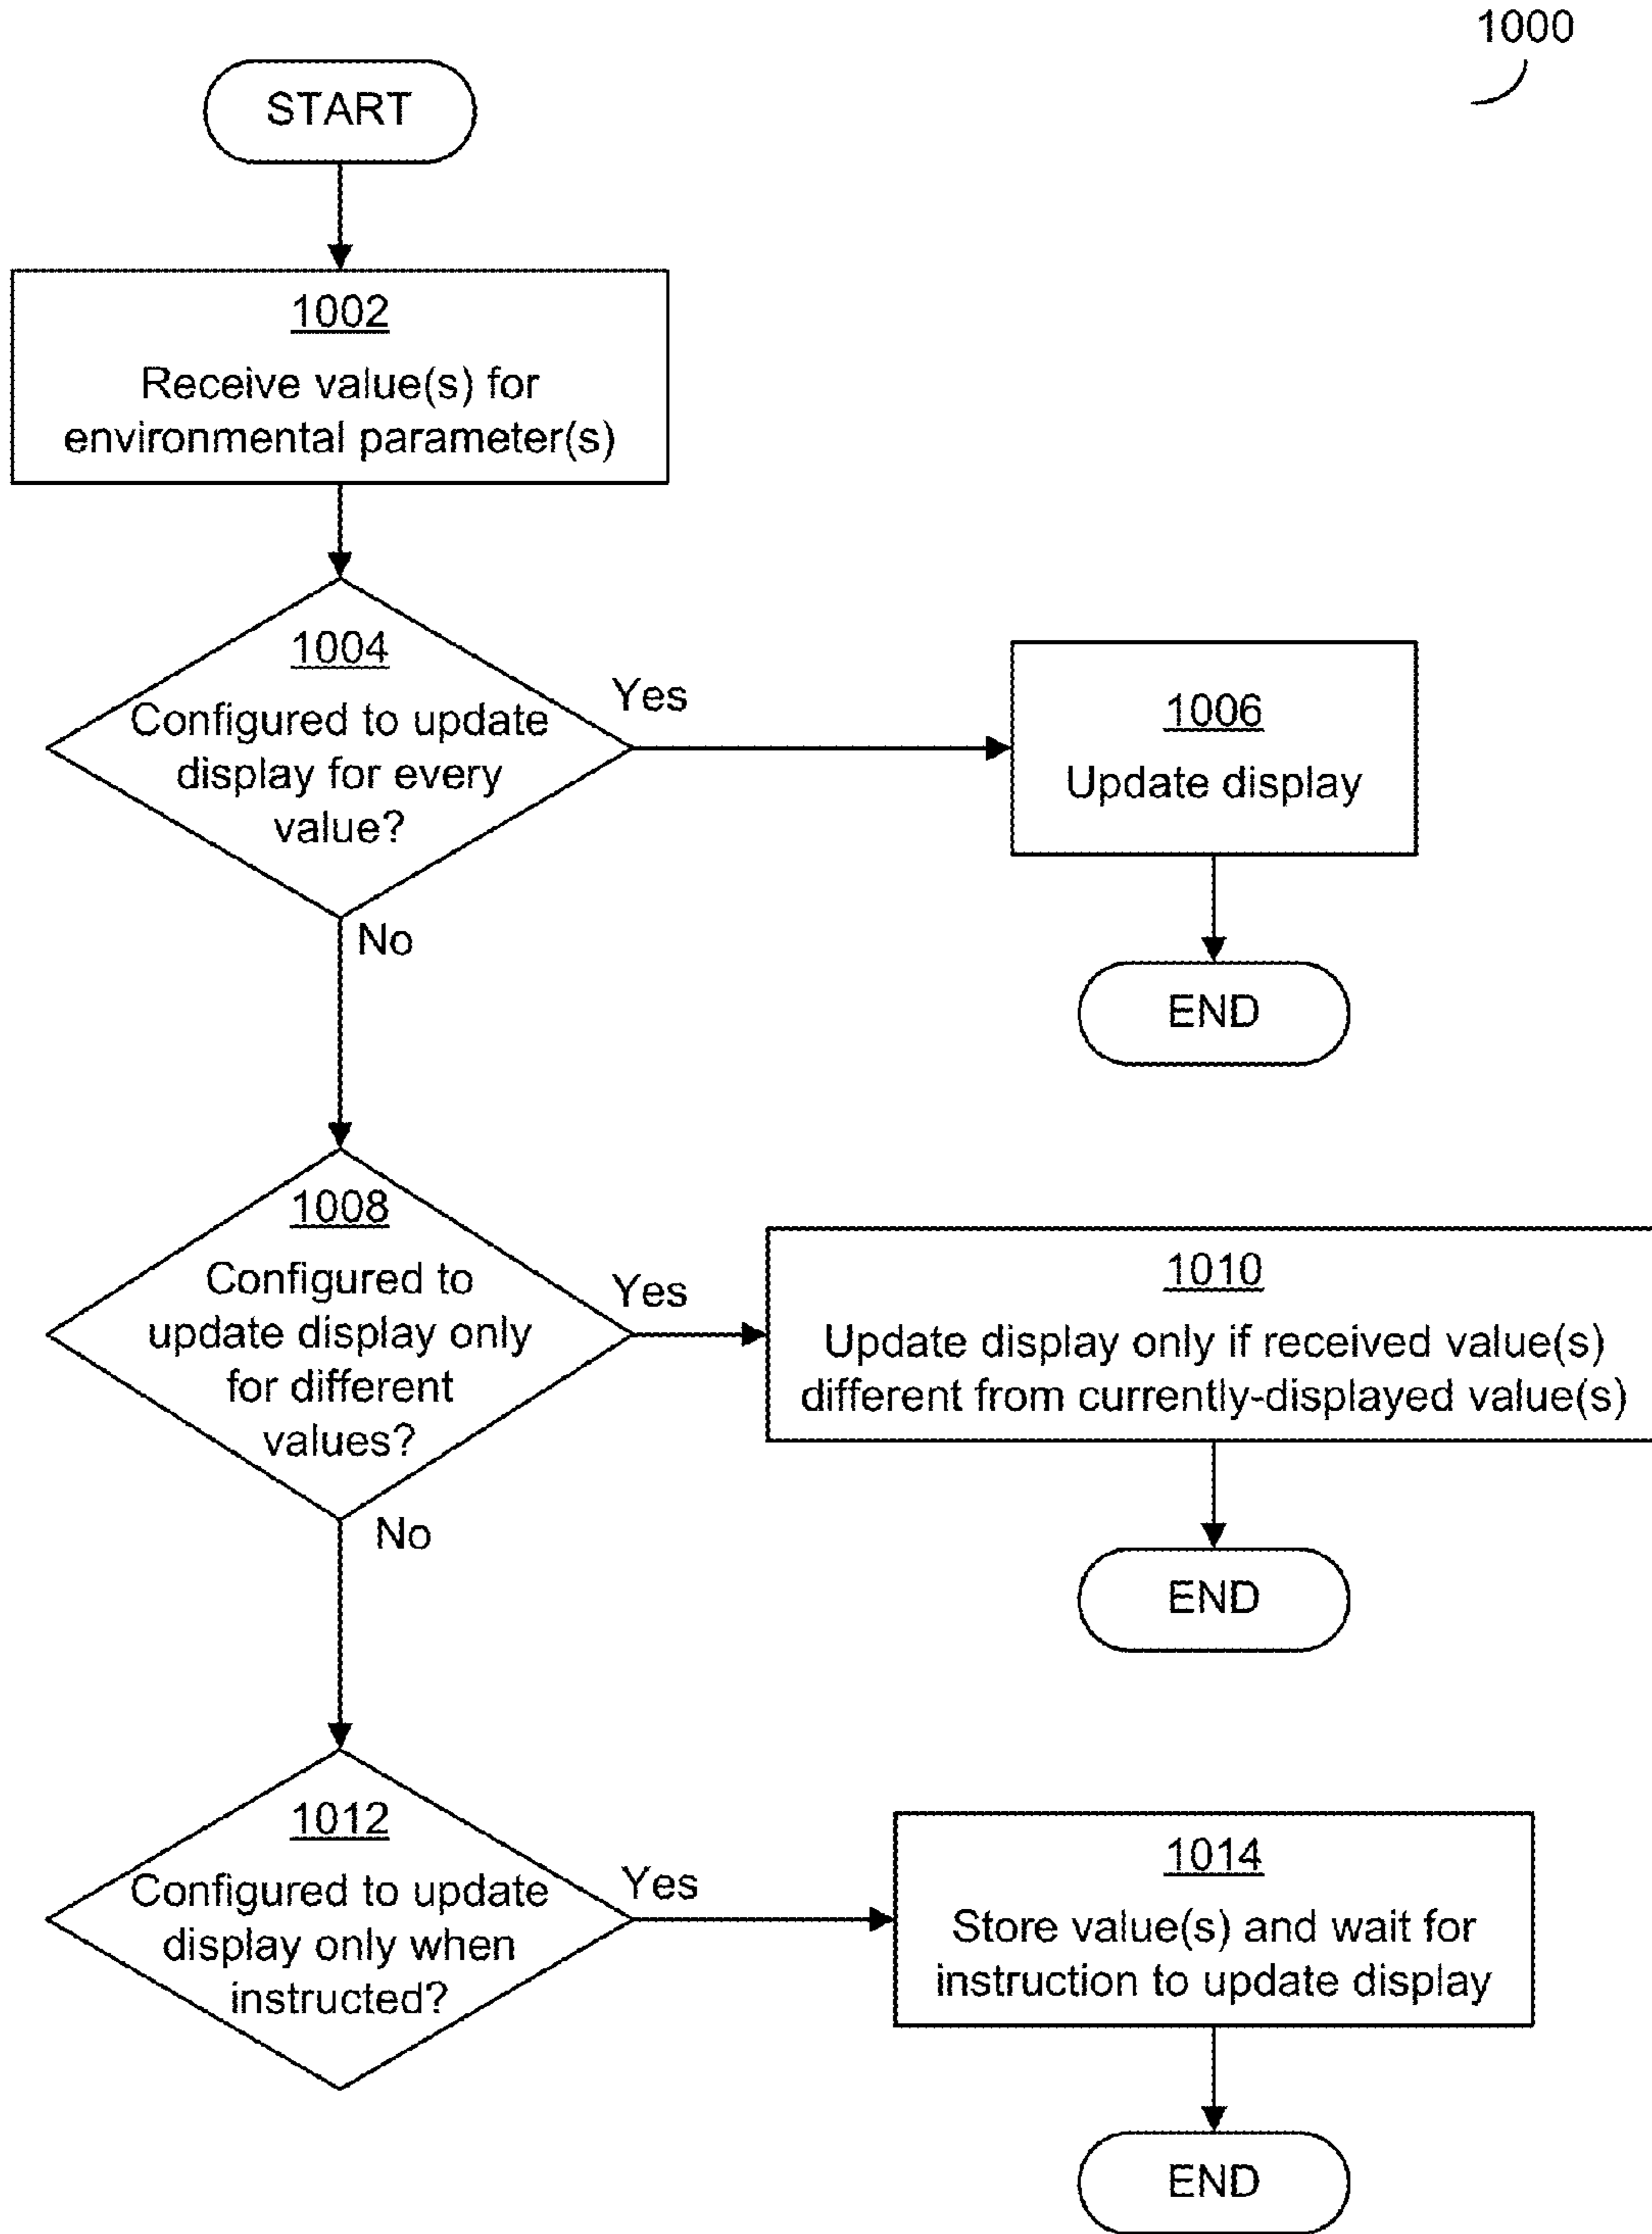 1000
START
1002
Receive value(s) for
environmental parameter(s)
1004
Configured to update
display for every
value?
Yes
1006
Update display
No
END
1008
Configured to
update display only
for different
values?
Yes
1010
Update display only if received value(s)
different from currently-displayed value(s)
No
END
1012
Configured to update
display only when
instructed?
Yes
1014
Store value(s) and wait for
instruction to update display
END